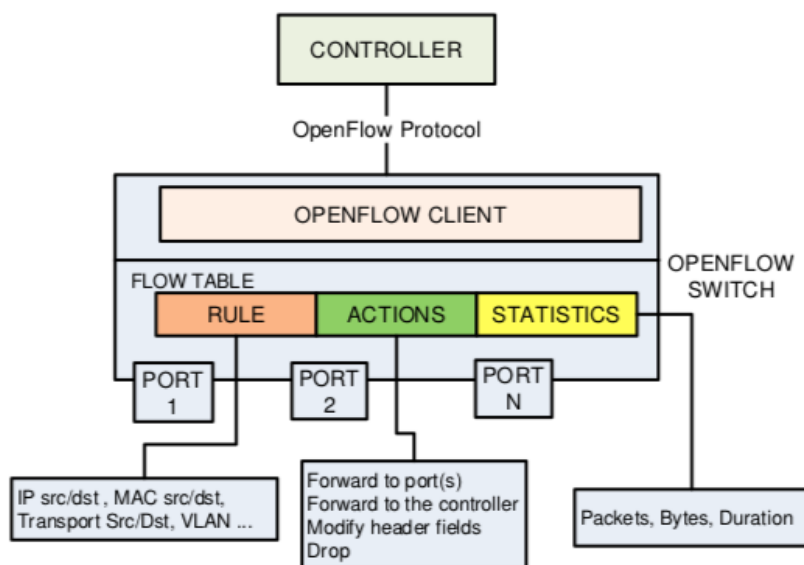 CONTROLLER
OpenFlow Protocol
OPENFLOW CLIENT
FLOW TABLE
RULE
ACTIONS
STATISTICS
OPENFLOW
SWITCH
PORT
1
PORT
2
PORT
N
IP src/dst , MAC src/dst,
Transport Src/Dst, VLAN ...
Forward to port(s)
Forward to the controller
Modify header fields
Drop
Packets, Bytes, Duration